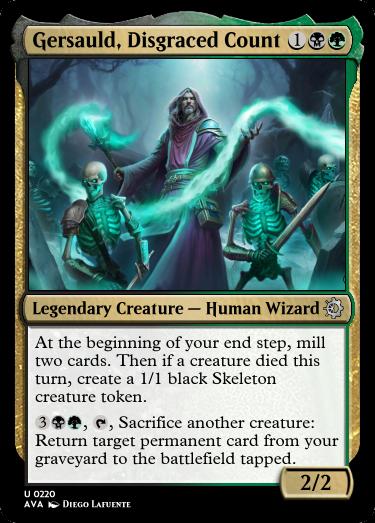 Gersauld, Disgraced Count 1
Legendary Creature — Human Wizard
At the beginning of your end step, mill
two cards. Then if a creature died this
turn, create a 1/1 black Skeleton
creature token.
3, , Sacrifice another creature:
Return target permanent card from your
graveyard to the battlefield tapped.
2/2
U 0220
AVA Diego Lafuente